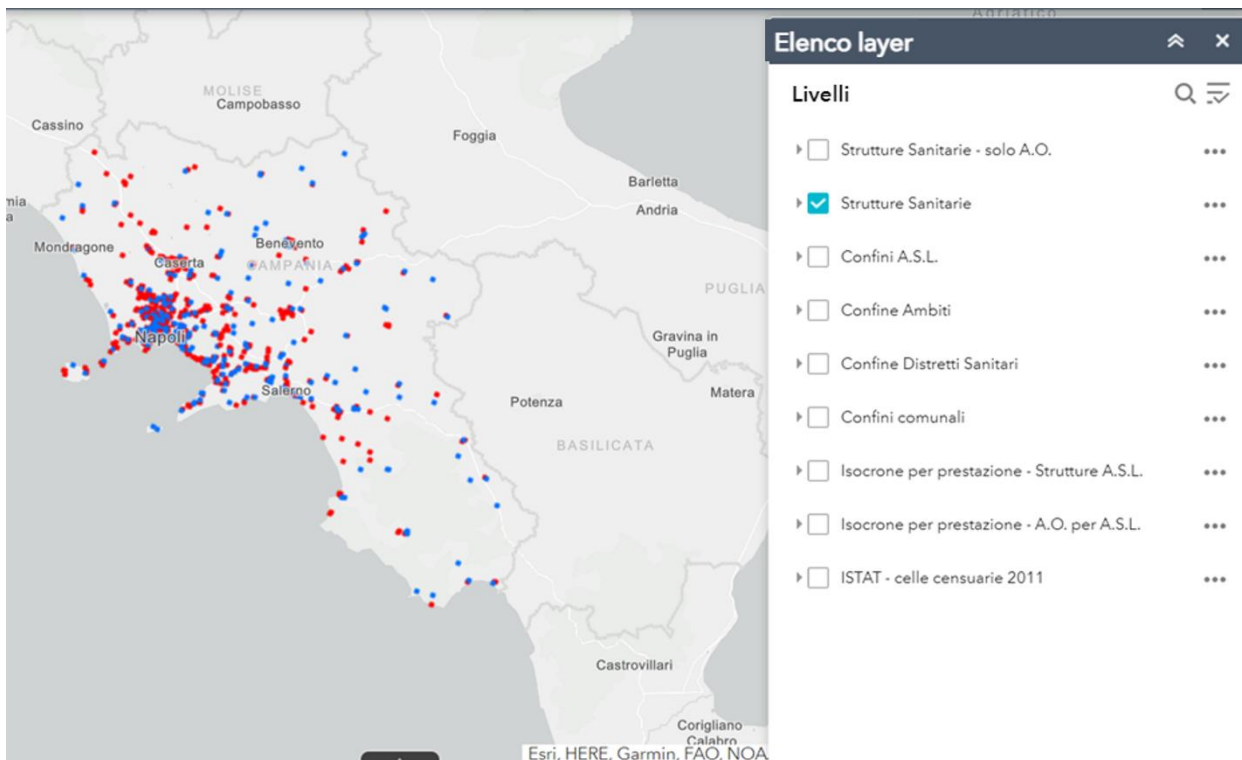 Adriatico
Elenco layer
Livelli
Strutture Sanitarie - solo A.O.
Strutture Sanitarie
Confini A.S.L.
Confine Ambiti
Confine Distretti Sanitari
Confini comunali
Isocrone per prestazione - Strutture A.S.L.
Isocrone per prestazione - A.O. per A.S.L.
ISTAT - celle censuarie 2011
MOLISE
Campobasso
Cassino
Foggia
Barletta
Andria
Mondragone
Benevento
Caserta
CAMPANIA
PUGLIA
Napoli
Gravina in
Puglia
Matera
Salerno
Potenza
BASILICATA
Castrovillari
Corigliano
Calabro
Esri, HERE, Garmin, FAO, NOA